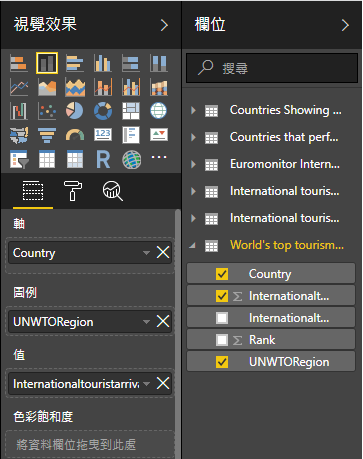 視覺效果
123
R
軸
Country
圖例
UNWTORegion
值
Internationaltouristarriva
色彩飽和度
將資料欄位拖曳到此處
欄位
搜尋
Countries Showing ...
Countries that perf...
Euromonitor Intern...
International touris...
International touris...
World's top tourism...
Country
Σ Internationalt...
Internationalt...
Σ Rank
UNWTORegion